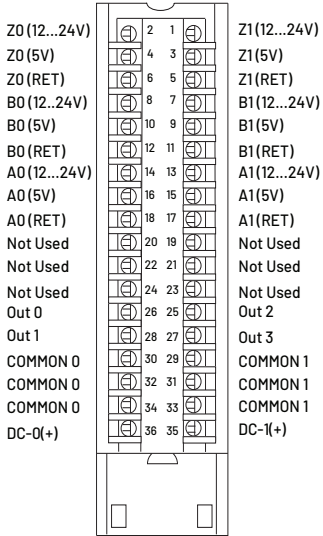 Z0 (12...24V) 2 1 Z1 (12...24V)
Z0 (5V) 4 3 Z1 (5V)
Z0 (RET) 6 5 Z1 (RET)
B0 (12...24V) 8 7 B1 (12...24V)
B0 (5V) 10 9 B1 (5V)
B0 (RET) 12 11 B1 (RET)
A0 (12...24V) 14 13 A1 (12...24V)
A0 (5V) 16 15 A1 (5V)
A0 (RET) 18 17 A1 (RET)
Not Used 20 19 Not Used
Not Used 22 21 Not Used
Not Used 24 23 Not Used
Out 0 26 25 Out 2
Out 1 28 27 Out 3
COMMON 0 30 29 COMMON 1
COMMON 0 32 31 COMMON 1
COMMON 0 34 33 COMMON 1
DC-0(+) 36 35 DC-1(+)